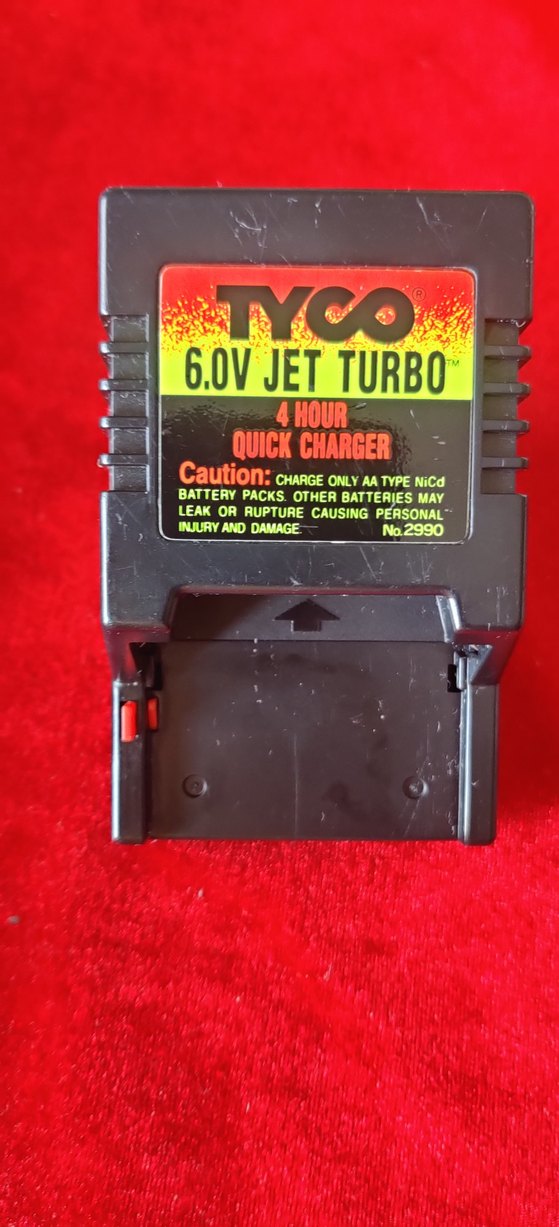 TYCO®
6.0V JET TURBO™
4 HOUR
QUICK CHARGER
Caution: CHARGE ONLY AA TYPE NiCd
BATTERY PACKS. OTHER BATTERIES MAY
LEAK OR RUPTURE CAUSING PERSONAL
INJURY AND DAMAGE. No. 2990